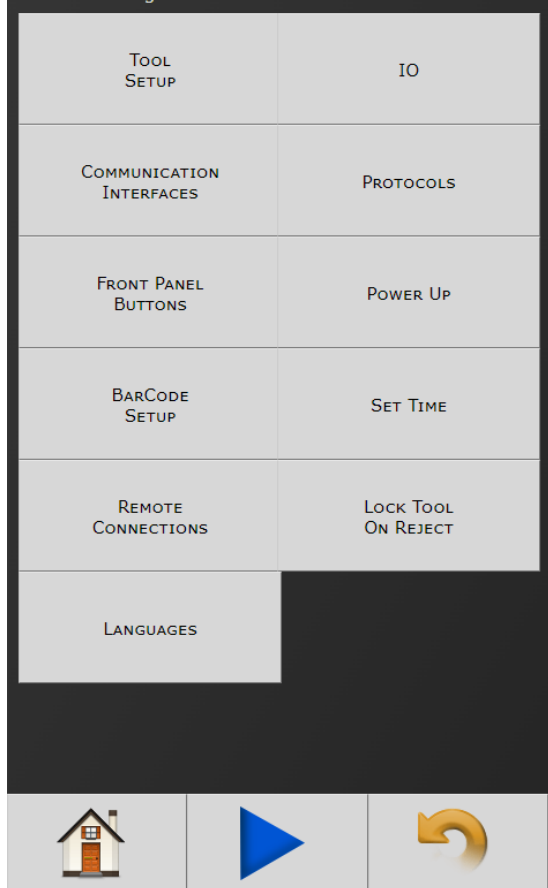 Tool
Setup
IO
Communication
Interfaces
Protocols
Front Panel
Buttons
Power Up
BarCode
Setup
Set Time
Remote
Connections
Lock Tool
On Reject
Languages